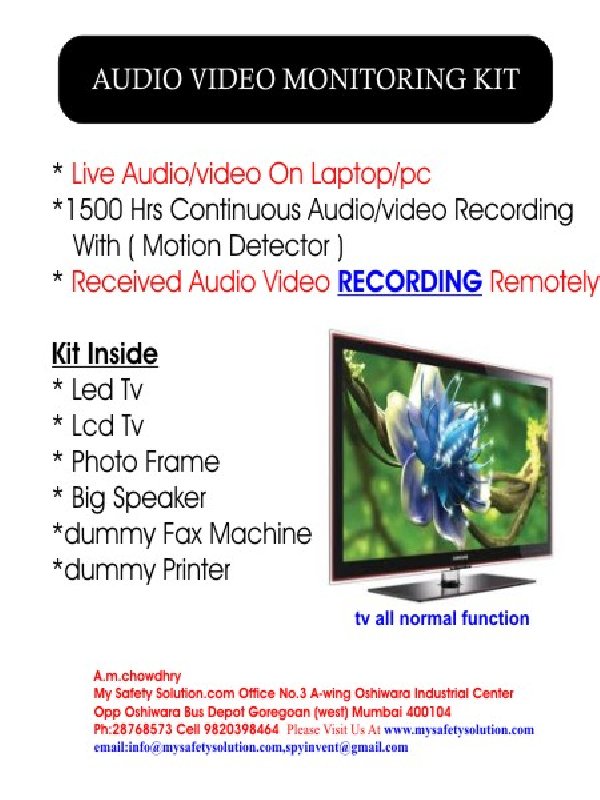 AUDIO VIDEO MONITORING KIT
* Live Audio/video On Laptop/pc
*1500 Hrs Continuous Audio/video Recording
With ( Motion Detector )
* Received Audio Video RECORDING Remotely
Kit Inside
* Led Tv
* Lcd Tv
* Photo Frame
* Big Speaker
*dummy Fax Machine
*dummy Printer
SAMSUNG
tv all normal function
A.m.chowdhry
My Safety Solution.com Office No.3 A-wing Oshiwara Industrial Center
Opp Oshiwara Bus Depot Goregoan (west) Mumbai 400104
Ph:28768573 Cell 9820398464 Please Visit Us At www.mysafetysolution.com
email:info@mysafetysolution.com,spyinvent@gmail.com